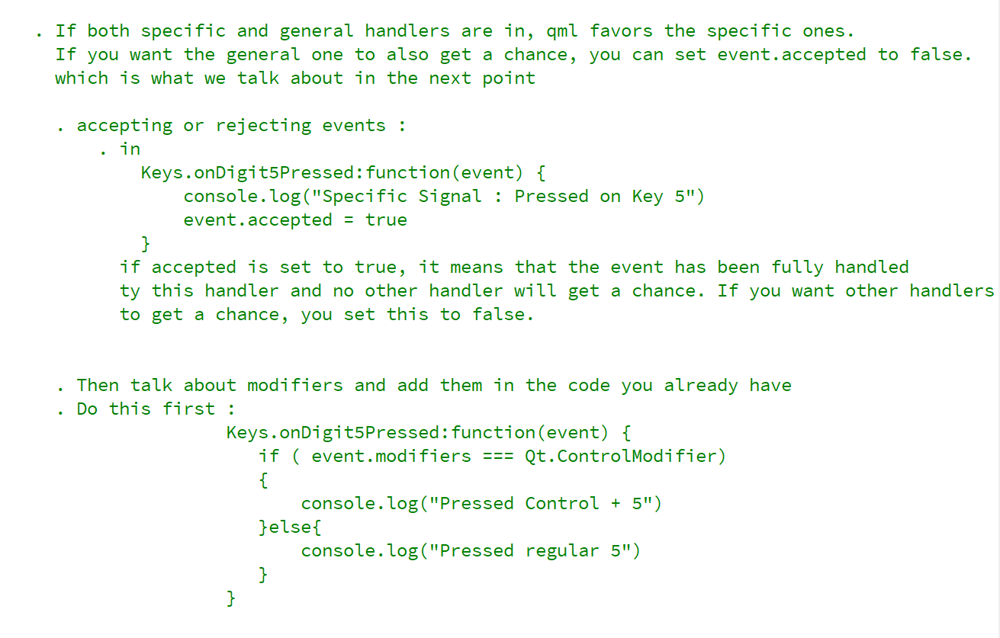 . If both specific and general handlers are in, qml favors the specific ones.
If you want the general one to also get a chance, you can set event.accepted to false.
which is what we talk about in the next point
. accepting or rejecting events :
. in
Keys.onDigit5Pressed:function(event) {
console.log("Specific Signal : Pressed on Key 5")
event.accepted = true
}
if accepted is set to true, it means that the event has been fully handled
ty this handler and no other handler will get a chance. If you want other handlers
to get a chance, you set this to false.
. Then talk about modifiers and add them in the code you already have
. Do this first :
Keys.onDigit5Pressed:function(event) {
if ( event.modifiers === Qt.ControlModifier)
{
console.log("Pressed Control + 5")
}else{
console.log("Pressed regular 5")
}
}